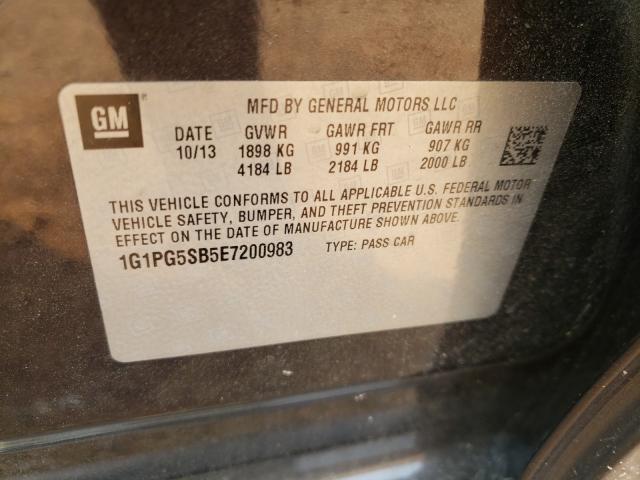 GM
MFD BY GENERAL MOTORS LLC
DATE GVWR GAWR FRT GAWR RR
10/13 1898 KG 991 KG 907 KG
4184 LB 2184 LB 2000 LB
THIS VEHICLE CONFORMS TO ALL APPLICABLE U.S. FEDERAL MOTOR
VEHICLE SAFETY, BUMPER, AND THEFT PREVENTION STANDARDS IN
EFFECT ON THE DATE OF MANUFACTURE SHOWN ABOVE.
1G1PG5SB5E7200983 TYPE: PASS CAR